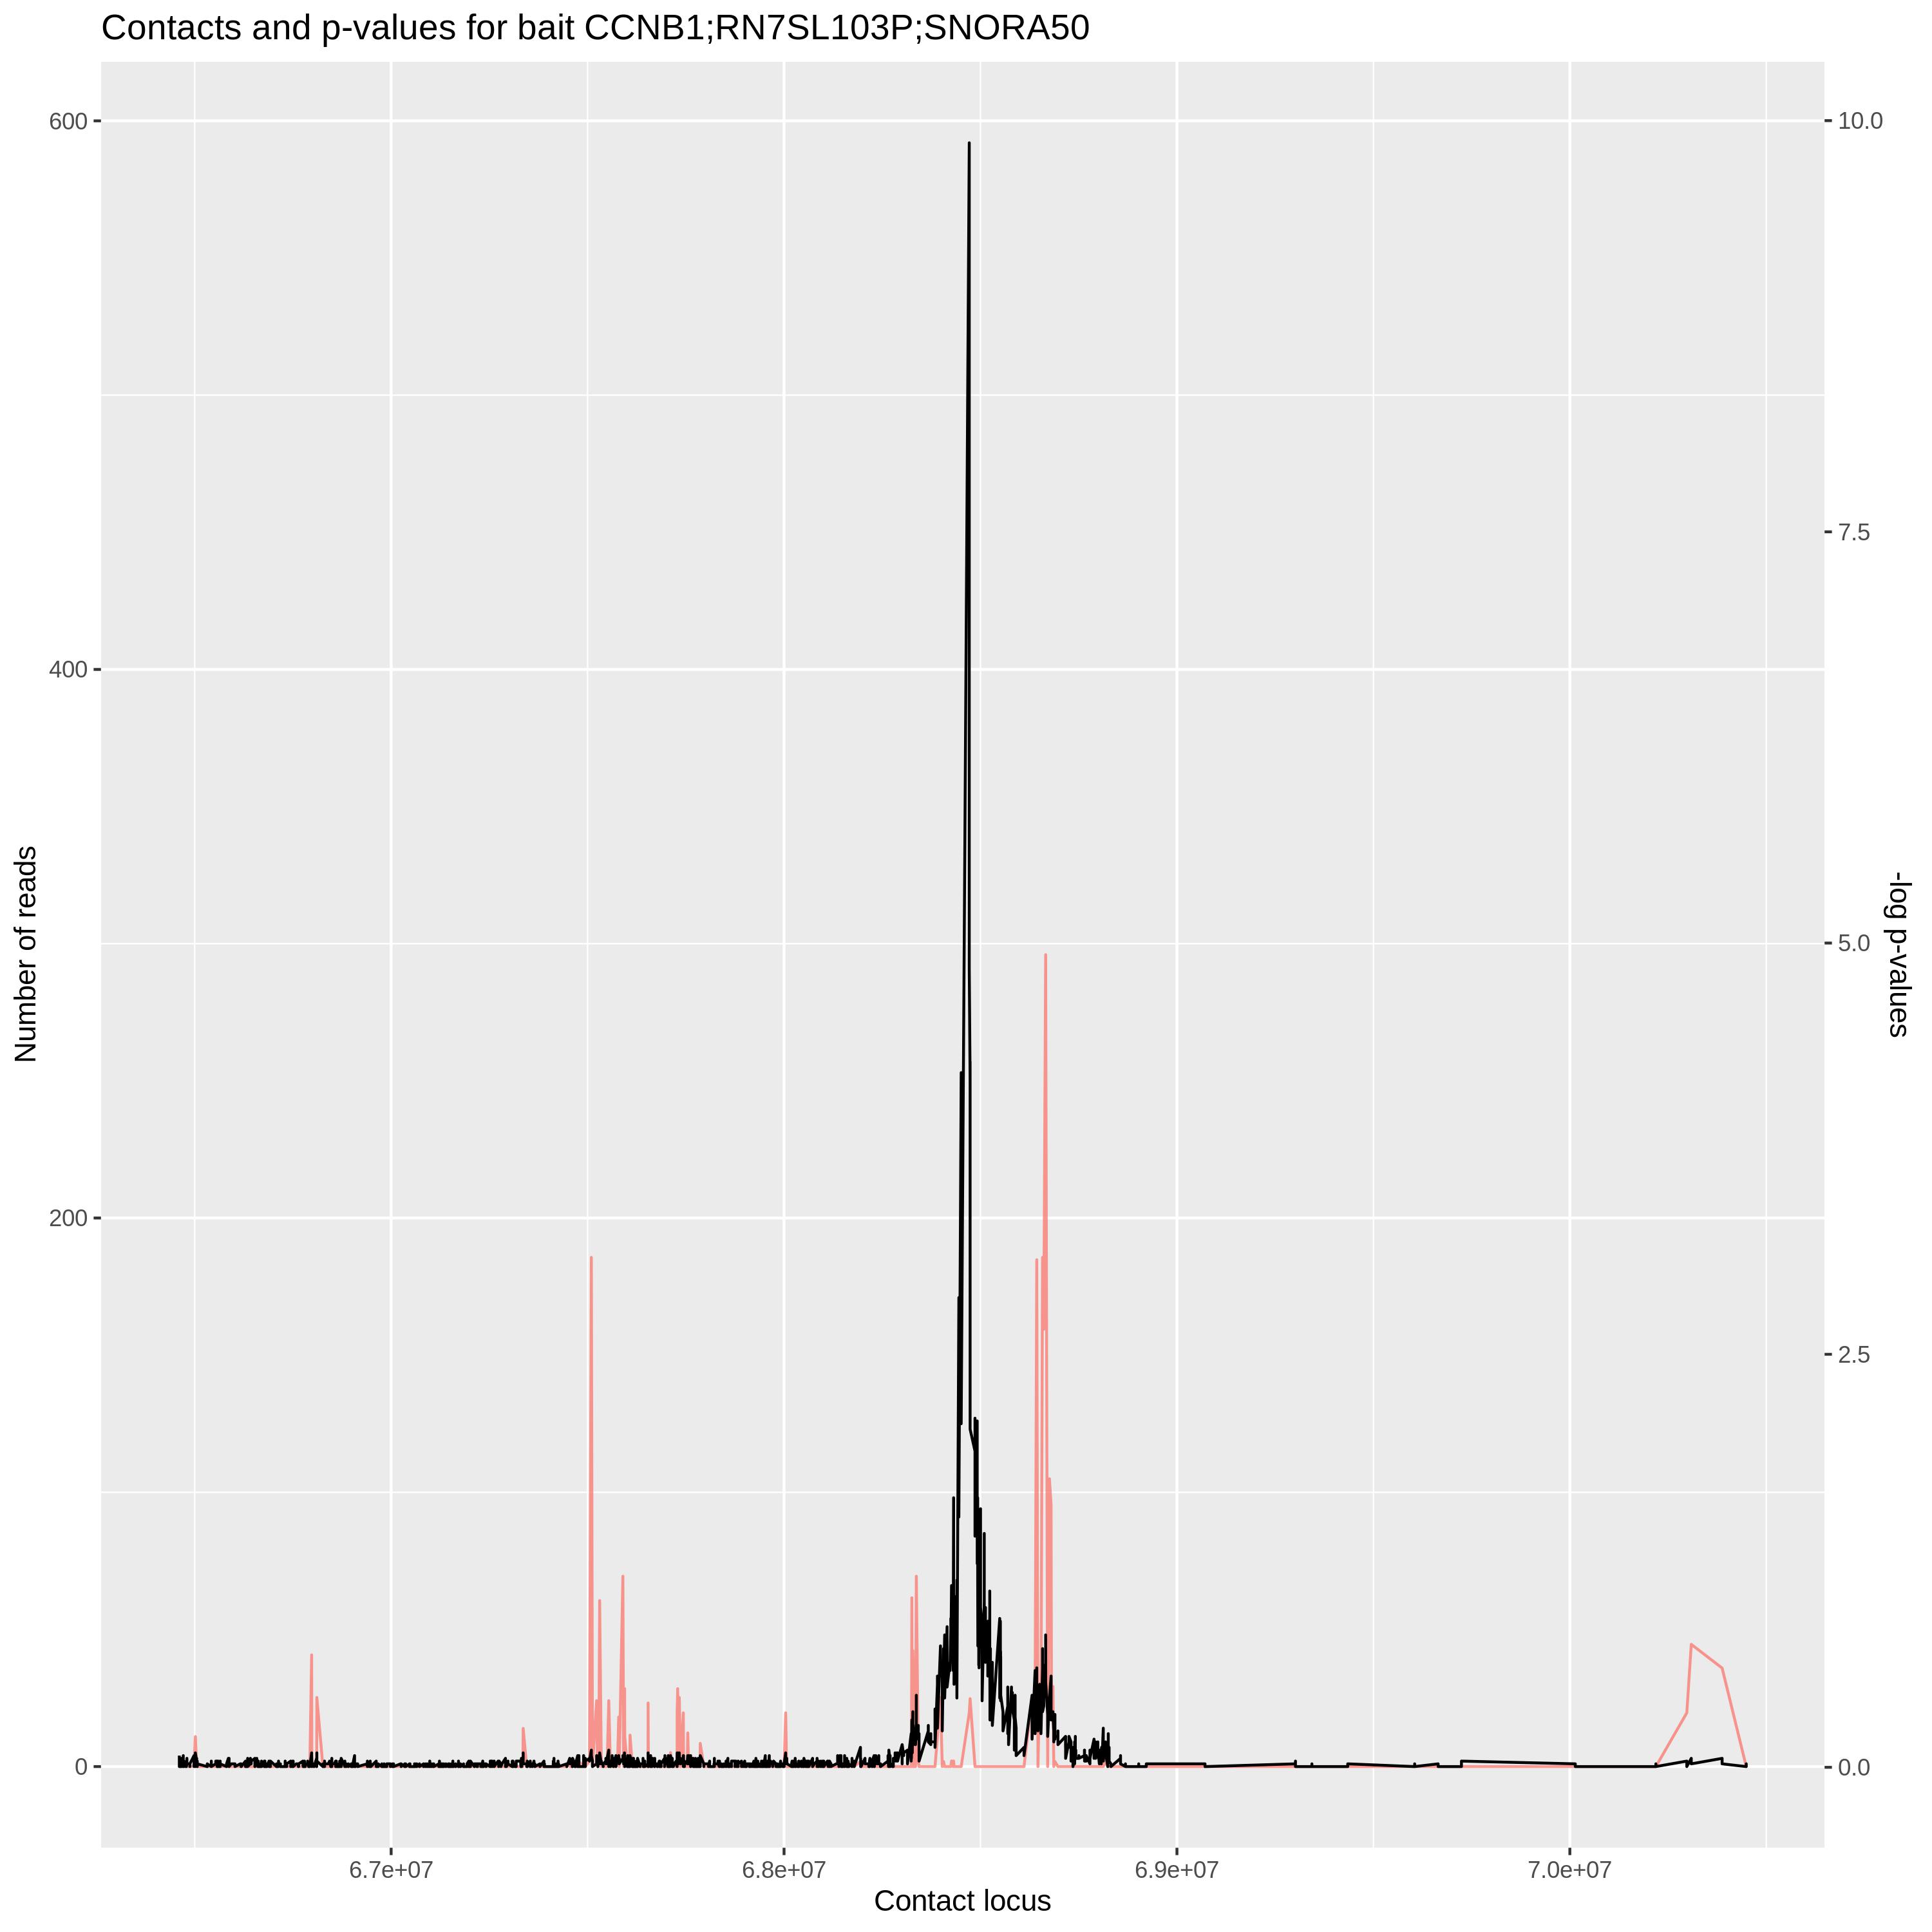 Contacts and p-values for bait CCNB1;RN7SL103P;SNORA50
600
400
200
0
Number of reads
10.0
7.5
5.0
2.5
0.0
-log p-values
6.7e+07
6.8e+07
6.9e+07
7.0e+07
Contact locus